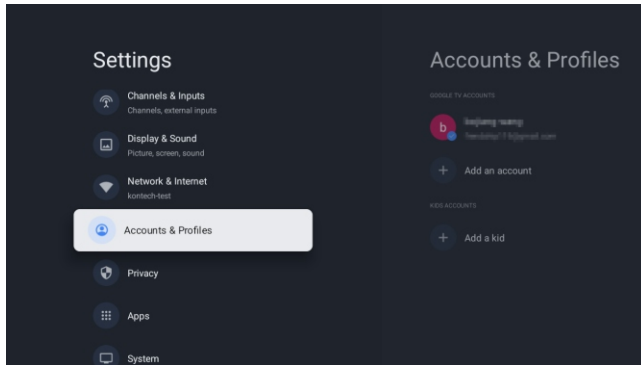 Settings
Channels & Inputs
Channels, external inputs
Display & Sound
Picture, screen, sound
Network & Internet
kontech-test
Accounts & Profiles
Privacy
Apps
System
Accounts & Profiles
GOOGLE TV ACCOUNTS
b
Add an account
KIDS ACCOUNTS
Add a kid